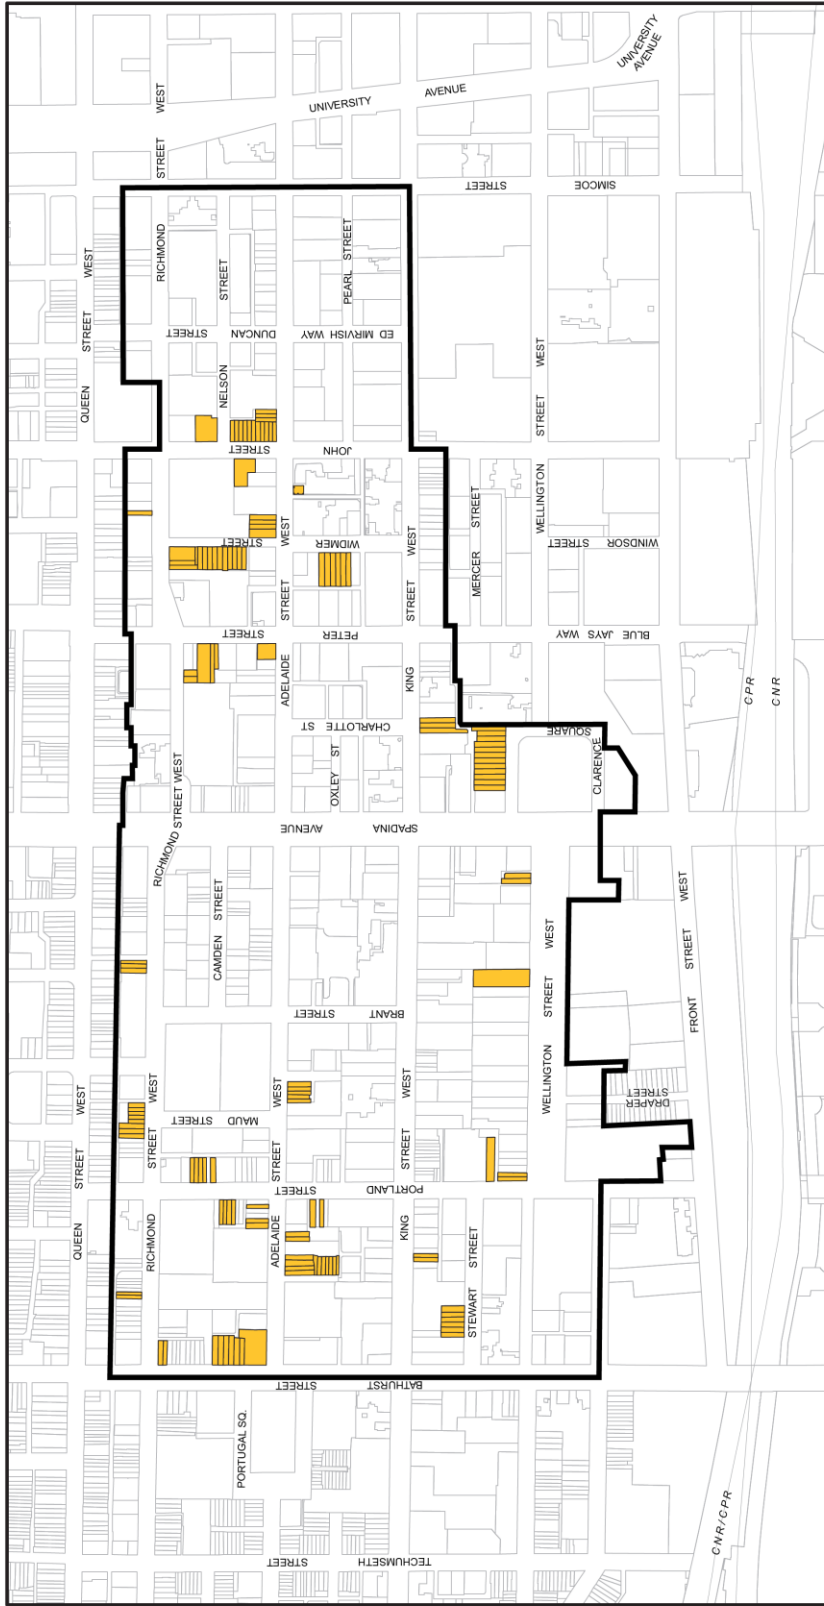 UNIVERSITY AVENUE
UNIVERSITY
AVENUE
STREET WEST
STREET
SIMCOE
QUEEN
STREET
WEST
RICHMOND
STREET
DUNCAN
NELSON
STREET
PEARL
STREET
ED MIRVISH WAY
STREET
JOHN
WELLINGTON
STREET
WEST
MERCER
STREET
STREET
WINDSOR
STREET
WIDMER
ADELAIDE
STREET
WEST
KING
STREET
WEST
STREET
PETER
BLUE JAYS WAY
CHARLOTTE
ST
OXLEY ST
CLARENCE
SQUARE
CPR
CNR
RICHMOND STREET WEST
AVENUE
SPADINA
CAMDEN
STREET
STREET
BRANT
WELLINGTON
STREET
WEST
FRONT
STREET
WEST
DRAPER
STREET
QUEEN
STREET
WEST
RICHMOND
STREET
WEST
STREET
MAUD
ADELAIDE
STREET
WEST
KING
STREET
WEST
STREET
PORTLAND
STEWART
STREET
STREET
BATHURST
PORTUGAL SQ.
STREET
TECHUMSETH
CNR/CPR